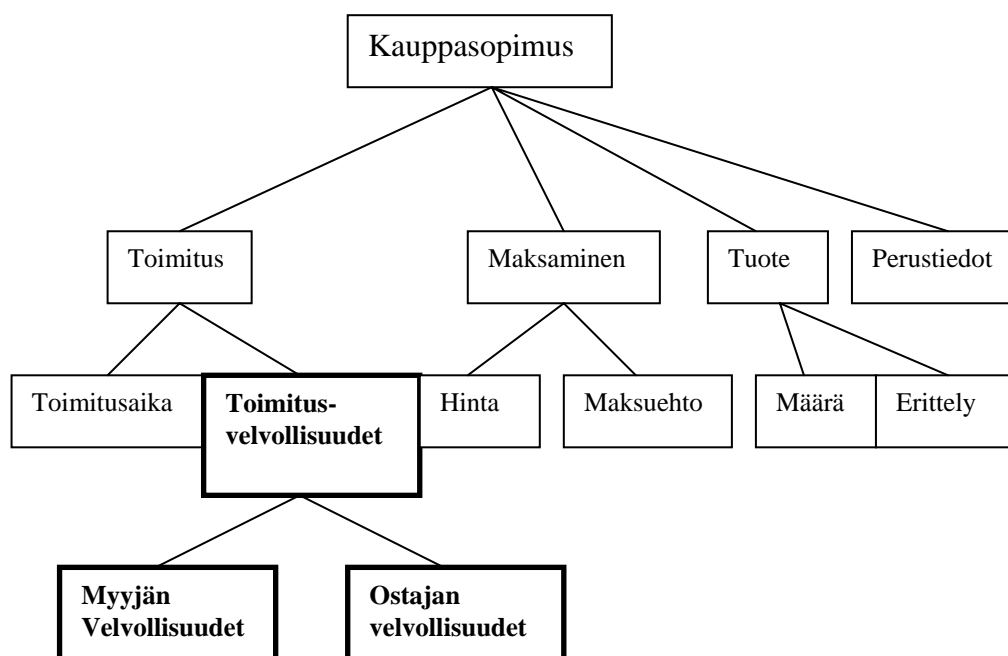 Kauppasopimus
Toimitus
Maksaminen
Tuote
Perustiedot
Toimitusaika
Toimitus-
velvollisuudet
Hinta
Maksuehto
Määrä
Erittely
Myyjän
Velvollisuudet
Ostajan
velvollisuudet